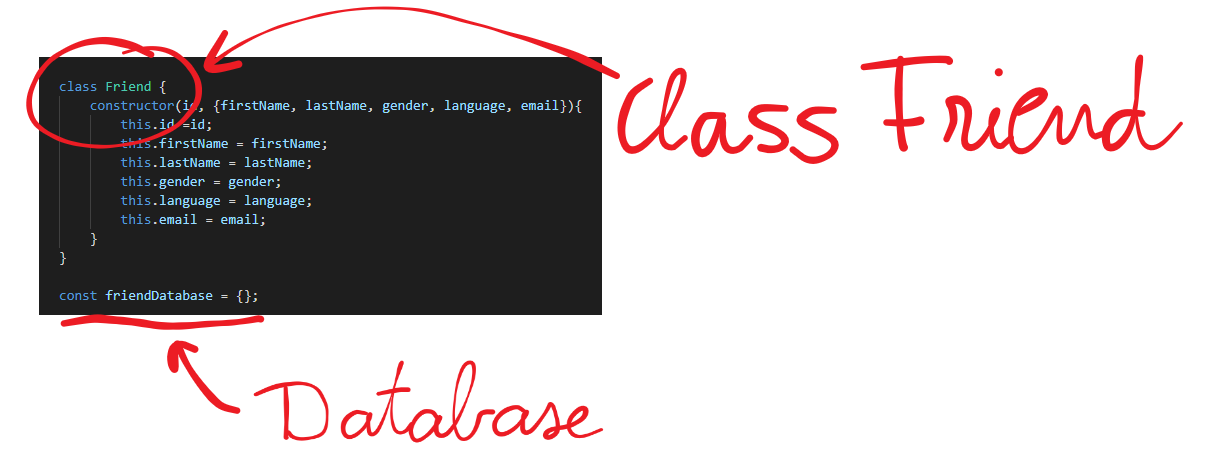 class Friend {
constructor(id, {firstName, lastName, gender, language, email}){
this.id =id;
this.firstName = firstName;
this.lastName = lastName;
this.gender = gender;
this.language = language;
this.email = email;
}
}
const friendDatabase = {};
Class Friend
Database